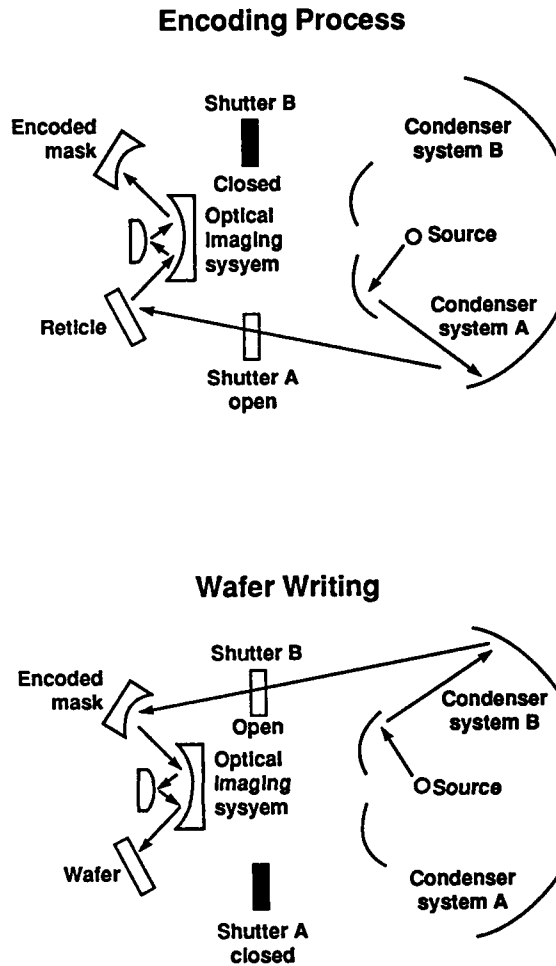 Encoding Process
Shutter B
Encoded
mask
Condenser
system B
Closed
Optical
imaging
sysyem
Source
Reticle
Condenser
system A
Shutter A
open
Wafer Writing
Shutter B
Encoded
mask
Open
Condenser
system B
Optical
imaging
sysyem
Source
Wafer
Condenser
system A
Shutter A
closed